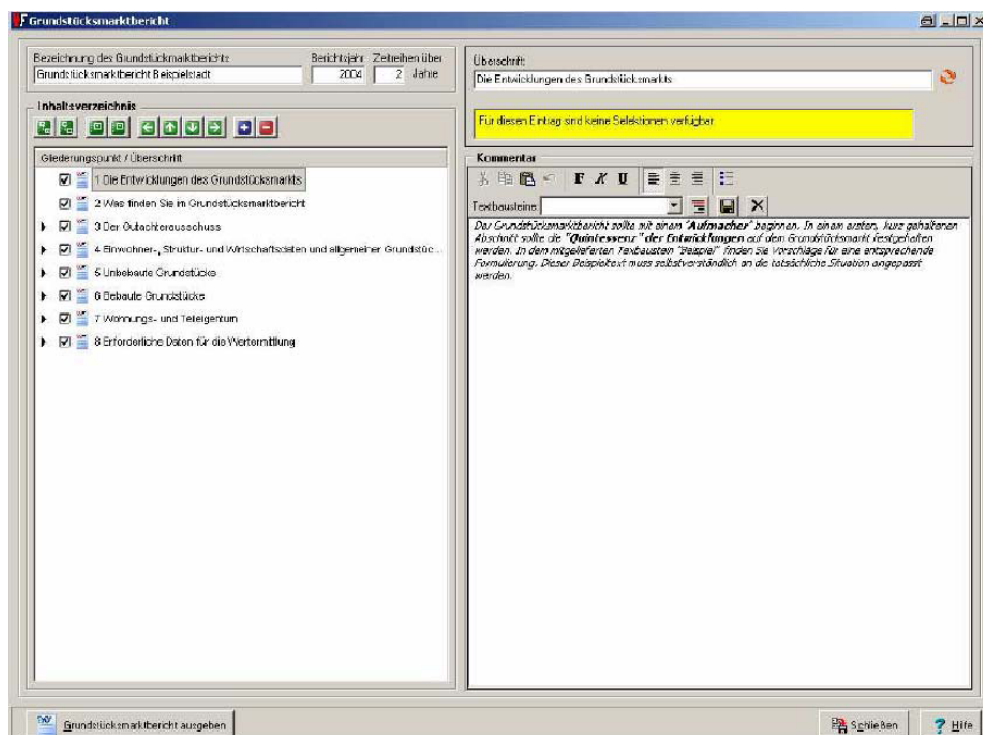 Grundstücksmarktbericht
Bezeichnung des Grundstückmarktberichts Berichtsjahr Zeitreihen über
Grundstücksmarktbericht Beispielstadt 2004 2 Jahre
Inhaltsverzeichnis
Gliederungspunkt / Überschrift
1 Die Entwicklungen des Grundstücksmarkts
2 Was finden Sie im Grundstücksmarktbericht
3 Der Gutachterausschuss
4 Einwohner-, Struktur- und Wirtschaftsdaten und allgemeiner Grundstüc...
5 Unbebaute Grundstücke
6 Bebaute Grundstücke
7 Wohnungs- und Teileigentum
8 Erforderliche Daten für die Wertermittlung
Grundstücksmarktbericht ausgeben
Überschrift:
Die Entwicklungen des Grundstücksmarkts
Für diesen Eintrag sind keine Selektionen verfügbar
Kommentar
F K U
Textbausteine
Der Grundstücksmarktbericht sollte mit einem "Aufmacher" beginnen. In einem ersten, kurz gehaltenen
Abschnitt sollte die "Quintessenz" der Entwicklungen auf dem Grundstücksmarkt festgehalten
werden. In dem mitgelieferten Textbaustein "Beispiel" finden Sie Vorschläge für eine entsprechende
Formulierung. Dieser Beispieltext muss selbstverständlich an die tatsächliche Situation angepasst
werden.
Schließen
Hilfe